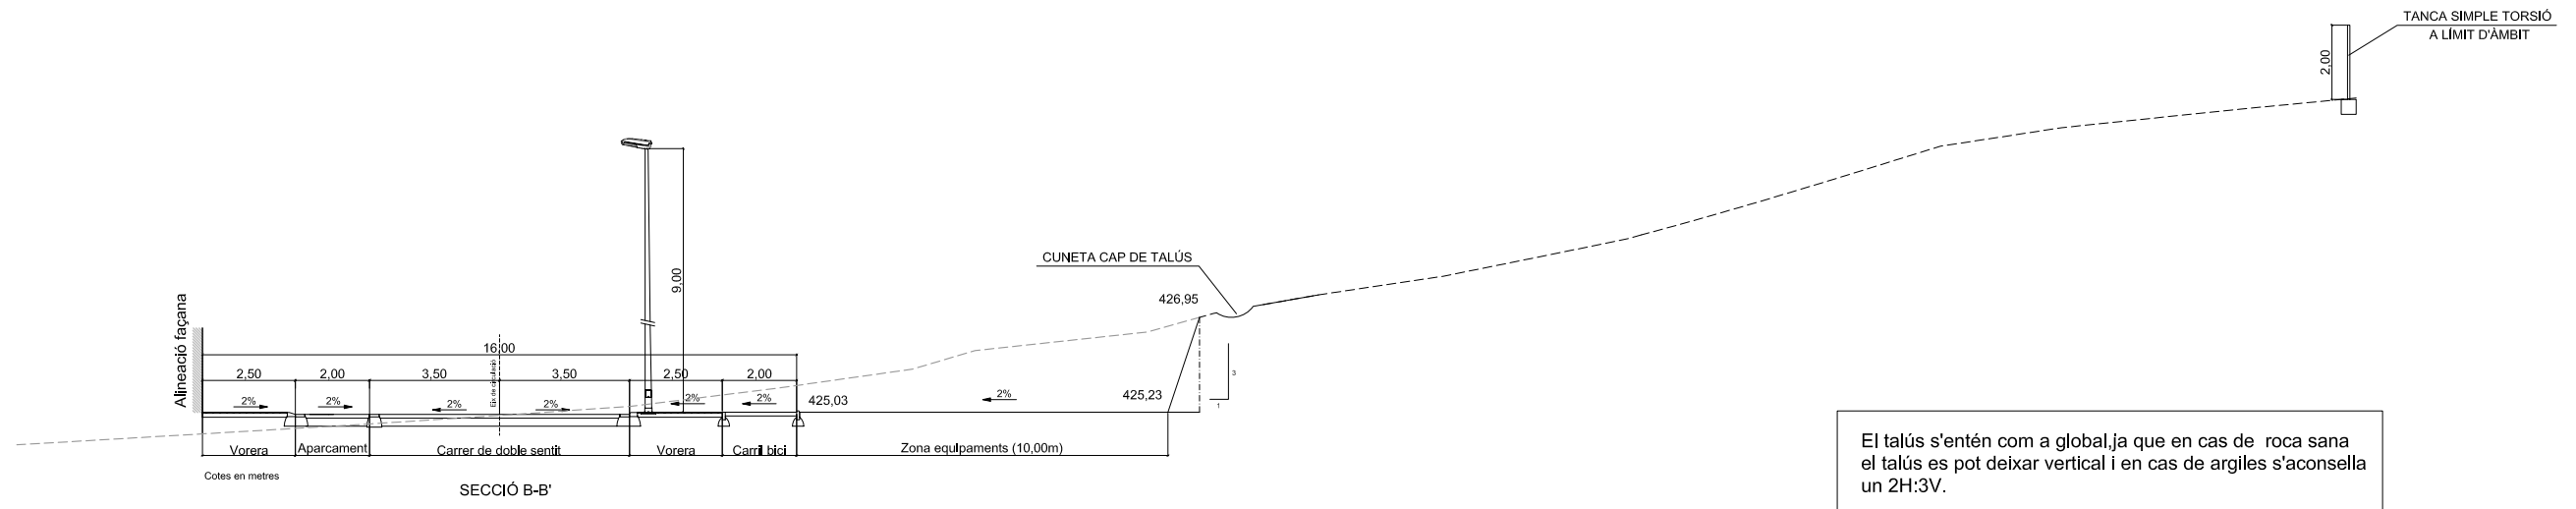 TANCA SIMPLE TORSIÓ
A LÍMIT D'ÀMBIT
2,00
9,00
CUNETA CAP DE TALÚS
426,95
Alineació façana
16,00
Eix de circulació
2,50
2,00
3,50
3,50
2,50
2,00
2%
2%
2%
2%
2%
2%
425,03
2%
425,23
3
1
Vorera
Aparcament
Carrer de doble sentit
Vorera
Carril bici
Zona equipaments (10,00m)
Cotes en metres
SECCIÓ B-B'
El talús s'entén com a global,ja que en cas de roca sana
el talús es pot deixar vertical i en cas de argiles s'aconsella
un 2H:3V.